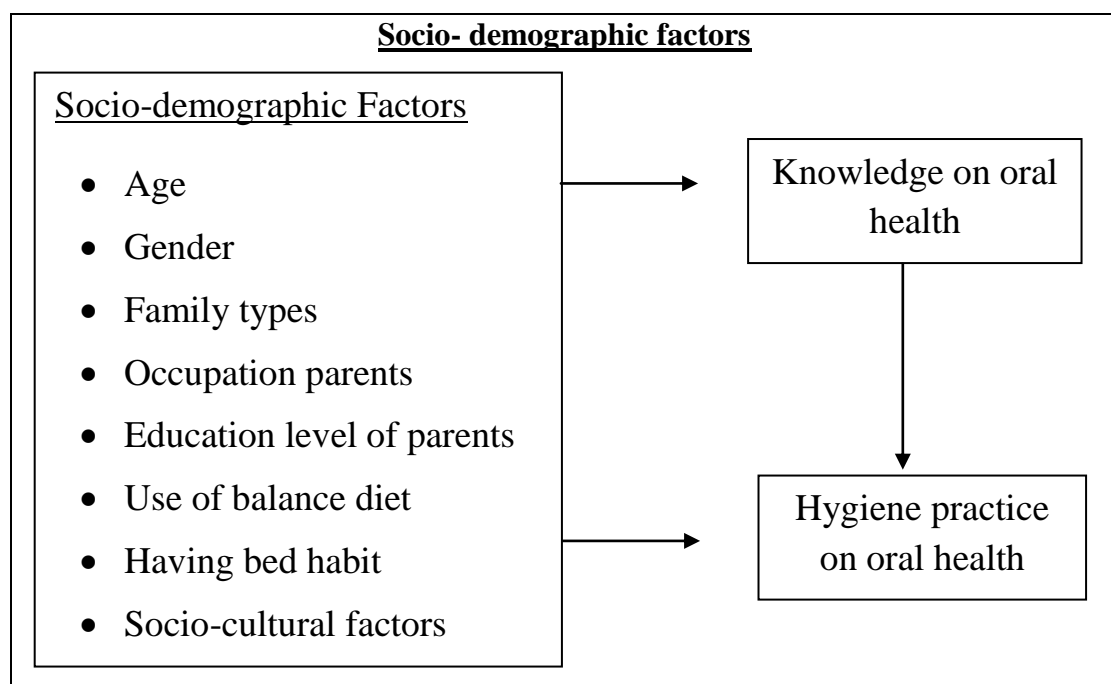 Socio- demographic factors
Socio-demographic Factors
• Age
• Gender
• Family types
• Occupation parents
• Education level of parents
• Use of balance diet
• Having bed habit
• Socio-cultural factors
Knowledge on oral
health
Hygiene practice
on oral health